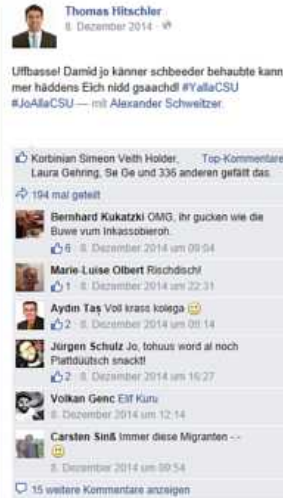 Thomas Hitschler
8. Dezember 2014 ·
Uffbasse! Damid jo känner schbeeder behaubte kann,
mer häddens Eich nidd gsaachd! #YallaCSU
#JoAllaCSU — mit Alexander Schweitzer.
Korbinian Simeon Veith Holder, Top-Kommentare
Laura Gehring, Se Ge und 336 anderen gefällt das.
194 mal geteilt
Bernhard Kukatzki OMG, ihr gucken wie die
Buwe vum Inkassobieroh.
6 · 8. Dezember 2014 um 09:04
Marie-Luise Olbert Rischdisch!
1 · 8. Dezember 2014 um 22:31
Aydin Taş Voll krass kolega
2 · 8. Dezember 2014 um 09:14
Jürgen Schulz Jo, tohuus word al noch
Plattdüütsch snackt!
2 · 8. Dezember 2014 um 16:27
Volkan Genc Elif Kuru
8. Dezember 2014 um 12:14
Carsten Sinß Immer diese Migranten -.-
8. Dezember 2014 um 09:54
15 weitere Kommentare anzeigen